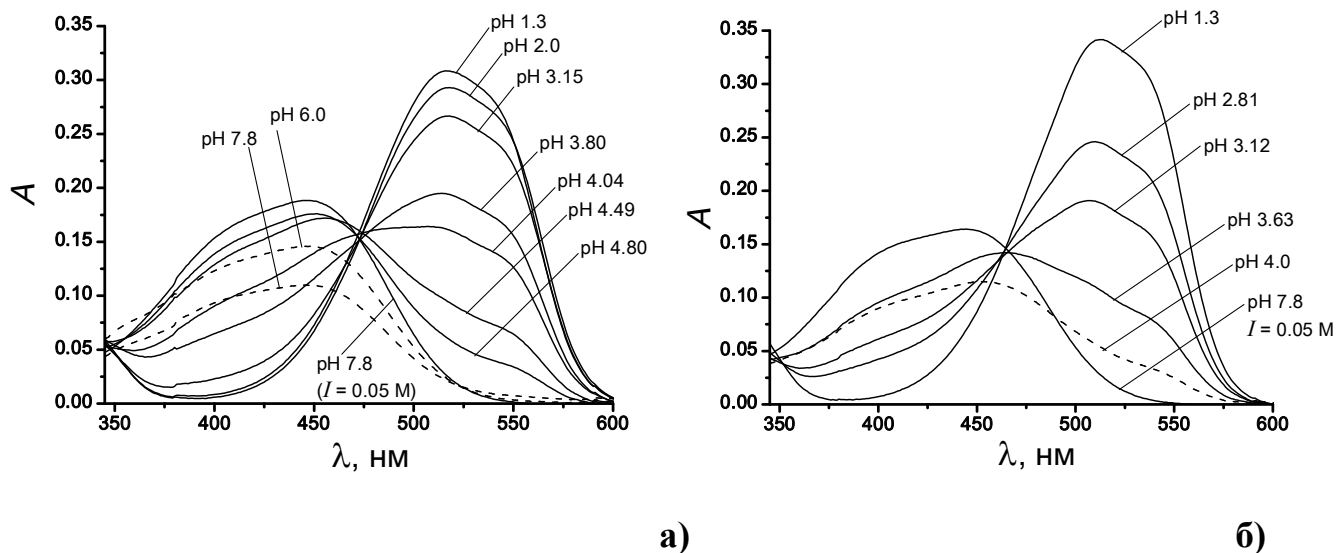 0.35
0.30
0.25
0.20
0.15
0.10
0.05
0.00
A
350
400
450
500
550
600
λ, нм
pH 1.3
pH 2.0
pH 3.15
pH 6.0
pH 7.8
pH 3.80
pH 4.04
pH 4.49
pH 4.80
pH 7.8
(I = 0.05 M)
а)
0.35
0.30
0.25
0.20
0.15
0.10
0.05
0.00
A
350
400
450
500
550
600
λ, нм
pH 1.3
pH 2.81
pH 3.12
pH 3.63
pH 4.0
pH 7.8
I = 0.05 M
б)